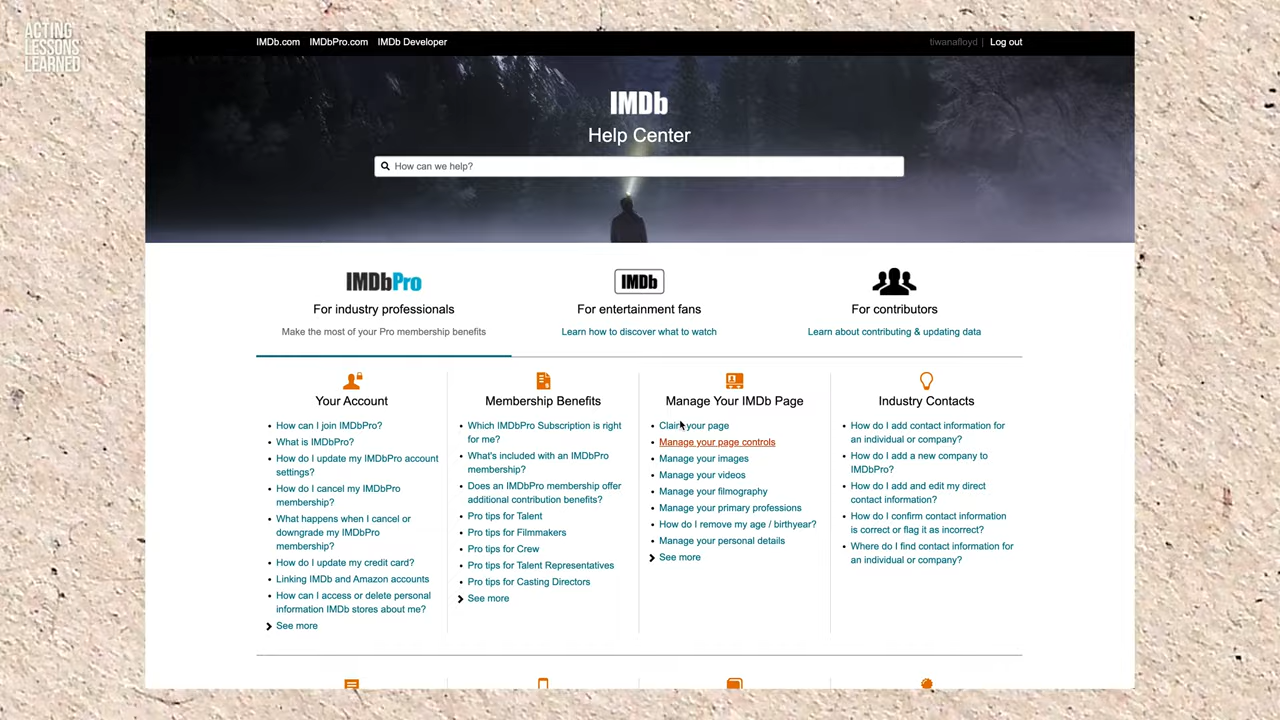 ACTING
LESSONS
LEARNED
IMDb.com IMDbPro.com IMDb Developer
tiwanafloyd | Log out
IMDb
Help Center
How can we help?
IMDbPro
For industry professionals
Make the most of your Pro membership benefits
IMDb
For entertainment fans
Learn how to discover what to watch
For contributors
Learn about contributing & updating data
Your Account
• How can I join IMDbPro?
• What is IMDbPro?
• How do I update my IMDbPro account
settings?
• How do I cancel my IMDbPro
membership?
• What happens when I cancel or
downgrade my IMDbPro
membership?
• How do I update my credit card?
• Linking IMDb and Amazon accounts
• How can I access or delete personal
information IMDb stores about me?
See more
Membership Benefits
• Which IMDbPro Subscription is right
for me?
• What's included with an IMDbPro
membership?
• Does an IMDbPro membership offer
additional contribution benefits?
• Pro tips for Talent
• Pro tips for Filmmakers
• Pro tips for Crew
• Pro tips for Talent Representatives
• Pro tips for Casting Directors
See more
Manage Your IMDb Page
• Claim your page
• Manage your page controls
• Manage your images
• Manage your videos
• Manage your filmography
• Manage your primary professions
• How do I remove my age / birthyear?
• Manage your personal details
See more
Industry Contacts
• How do I add contact information for
an individual or company?
• How do I add a new company to
IMDbPro?
• How do I add and edit my direct
contact information?
• How do I confirm contact information
is correct or flag it as incorrect?
• Where do I find contact information for
an individual or company?